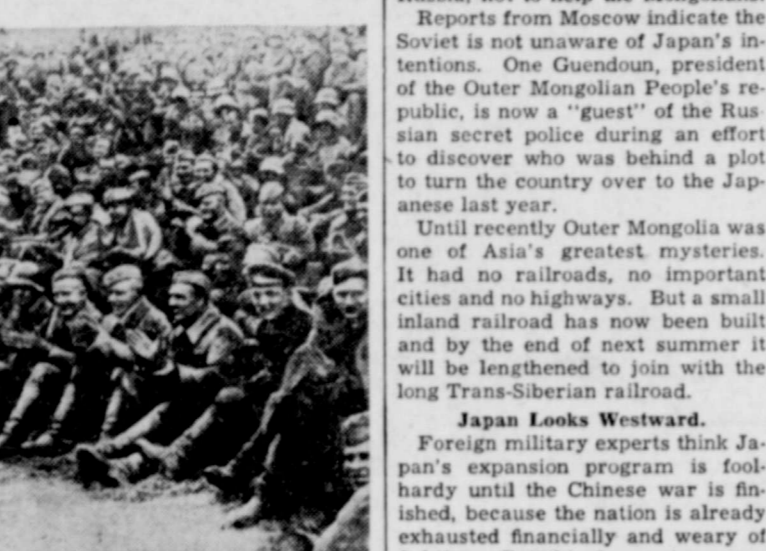 Russia, not to help the Mongolians.
Reports from Moscow indicate the
Soviet is not unaware of Japan's in-
tentions. One Guendoun, president
of the Outer Mongolian People's re-
public, is now a "guest" of the Rus-
sian secret police during an effort
to discover who was behind a plot
to turn the country over to the Jap-
anese last year.
Until recently Outer Mongolia was
one of Asia's greatest mysteries.
It had no railroads, no important
cities and no highways. But a small
inland railroad has now been built
and by the end of next summer it
will be lengthened to join with the
long Trans-Siberian railroad.
Japan Looks Westward.
Foreign military experts think Ja-
pan's expansion program is fool-
hardy until the Chinese war is fin-
ished, because the nation is already
exhausted financially and weary of